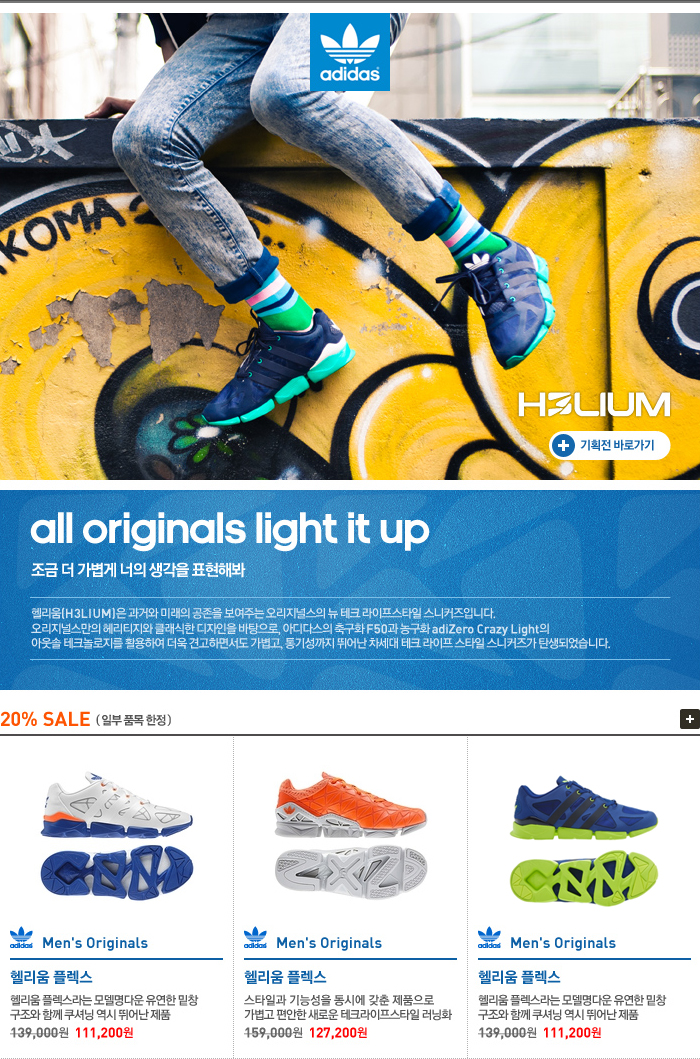 adidas
KOMA
H3LIUM
기획전 바로가기
all originals light it up
조금 더 가볍게 너의 생각을 표현해봐
헬리움(H3LIUM)은 과거와 미래의 공존을 보여주는 오리지널스의 뉴 테크 라이프스타일 스니커즈입니다.
오리지널스만의 헤리티지와 클래식한 디자인을 바탕으로, 아디다스의 축구화 F50과 농구화 adiZero Crazy Light의
아웃솔 테크놀로지를 활용하여 더욱 견고하면서도 가볍고, 통기성까지 뛰어난 차세대 테크 라이프 스타일 스니커즈가 탄생되었습니다.
20% SALE (일부 품목 한정)
adidas Men's Originals
헬리움 플렉스
헬리움 플렉스라는 모델명다운 유연한 밑창
구조와 함께 쿠셔닝 역시 뛰어난 제품
139,000원 111,200원
adidas Men's Originals
헬리움 플렉스
스타일과 기능성을 동시에 갖춘 제품으로
가볍고 편안한 새로운 테크라이프스타일 러닝화
159,000원 127,200원
adidas Men's Originals
헬리움 플렉스
헬리움 플렉스라는 모델명다운 유연한 밑창
구조와 함께 쿠셔닝 역시 뛰어난 제품
139,000원 111,200원